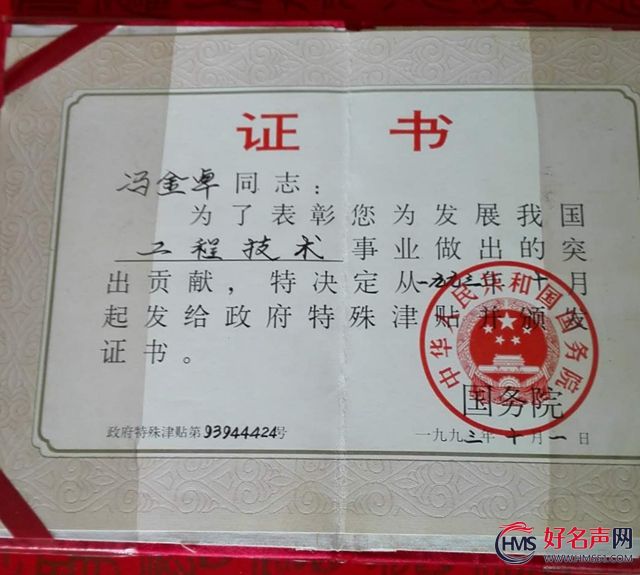 证书
冯金卓同志：
为了表彰您为发展我国
工程技术事业做出的突
出贡献，特决定从一九九三年十月
起发给政府特殊津贴并颁发
证书。
中华人民共和国国务院
国务院
政府特殊津贴第93944424号
一九九三年十月一日
HMS 好名声网
WWW.HMS61.COM